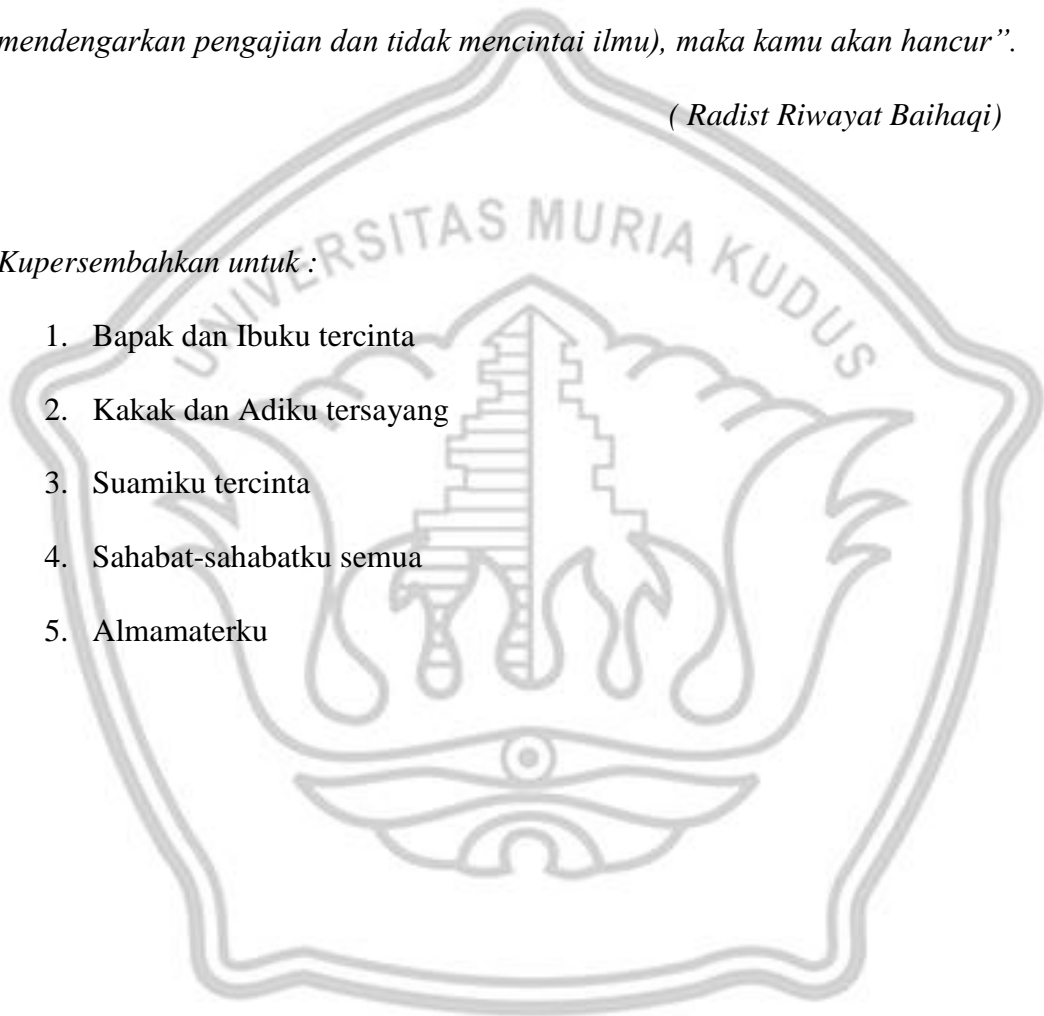 mendengarkan pengajian dan tidak mencintai ilmu), maka kamu akan hancur”.
( Radist Riwayat Baihaqi)
UNIVERSITAS MURIA KUDUS
Kupersembahkan untuk :
1. Bapak dan Ibuku tercinta
2. Kakak dan Adiku tersayang
3. Suamiku tercinta
4. Sahabat-sahabatku semua
5. Almamaterku